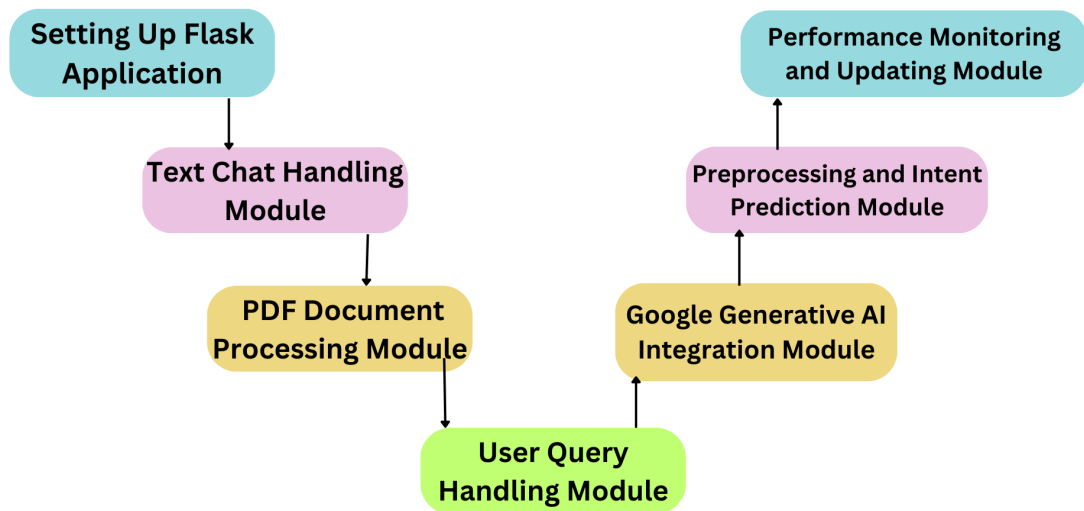 Setting Up Flask
Application
Text Chat Handling
Module
PDF Document
Processing Module
User Query
Handling Module
Google Generative AI
Integration Module
Preprocessing and Intent
Prediction Module
Performance Monitoring
and Updating Module